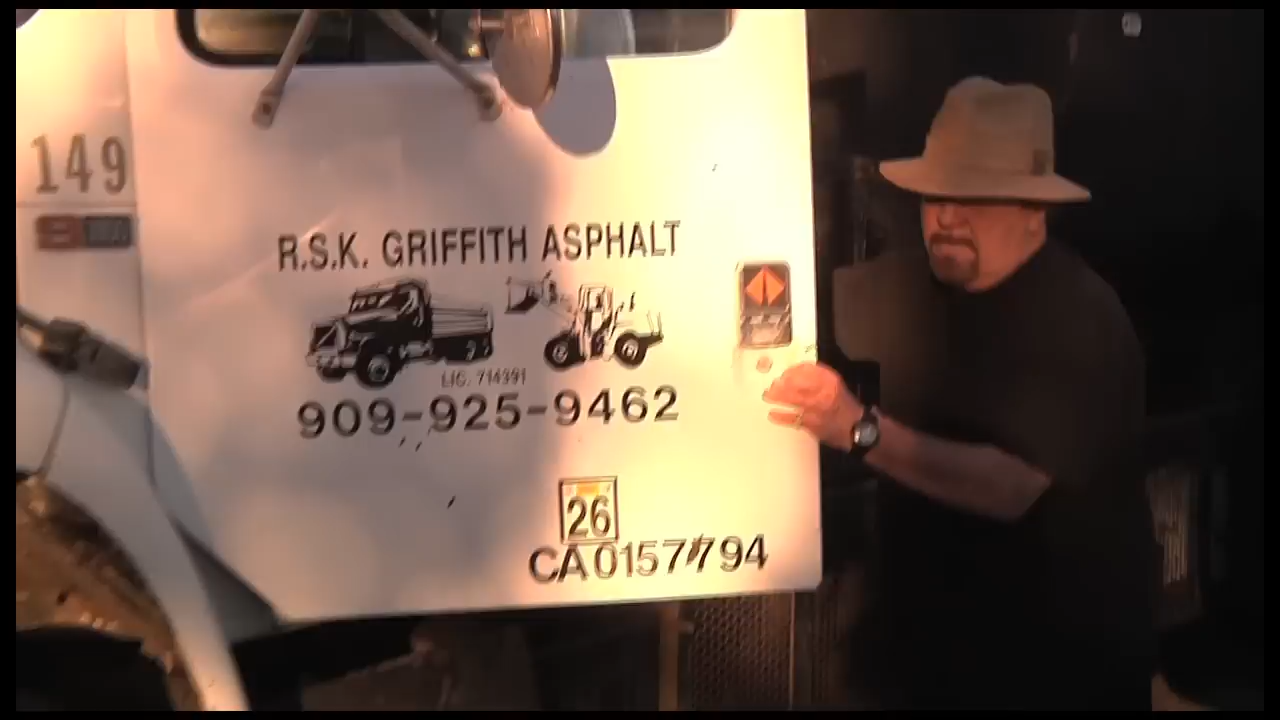 149
R.S.K. GRIFFITH ASPHALT
LIC. 714391
909-925-9462
26
CA0157794